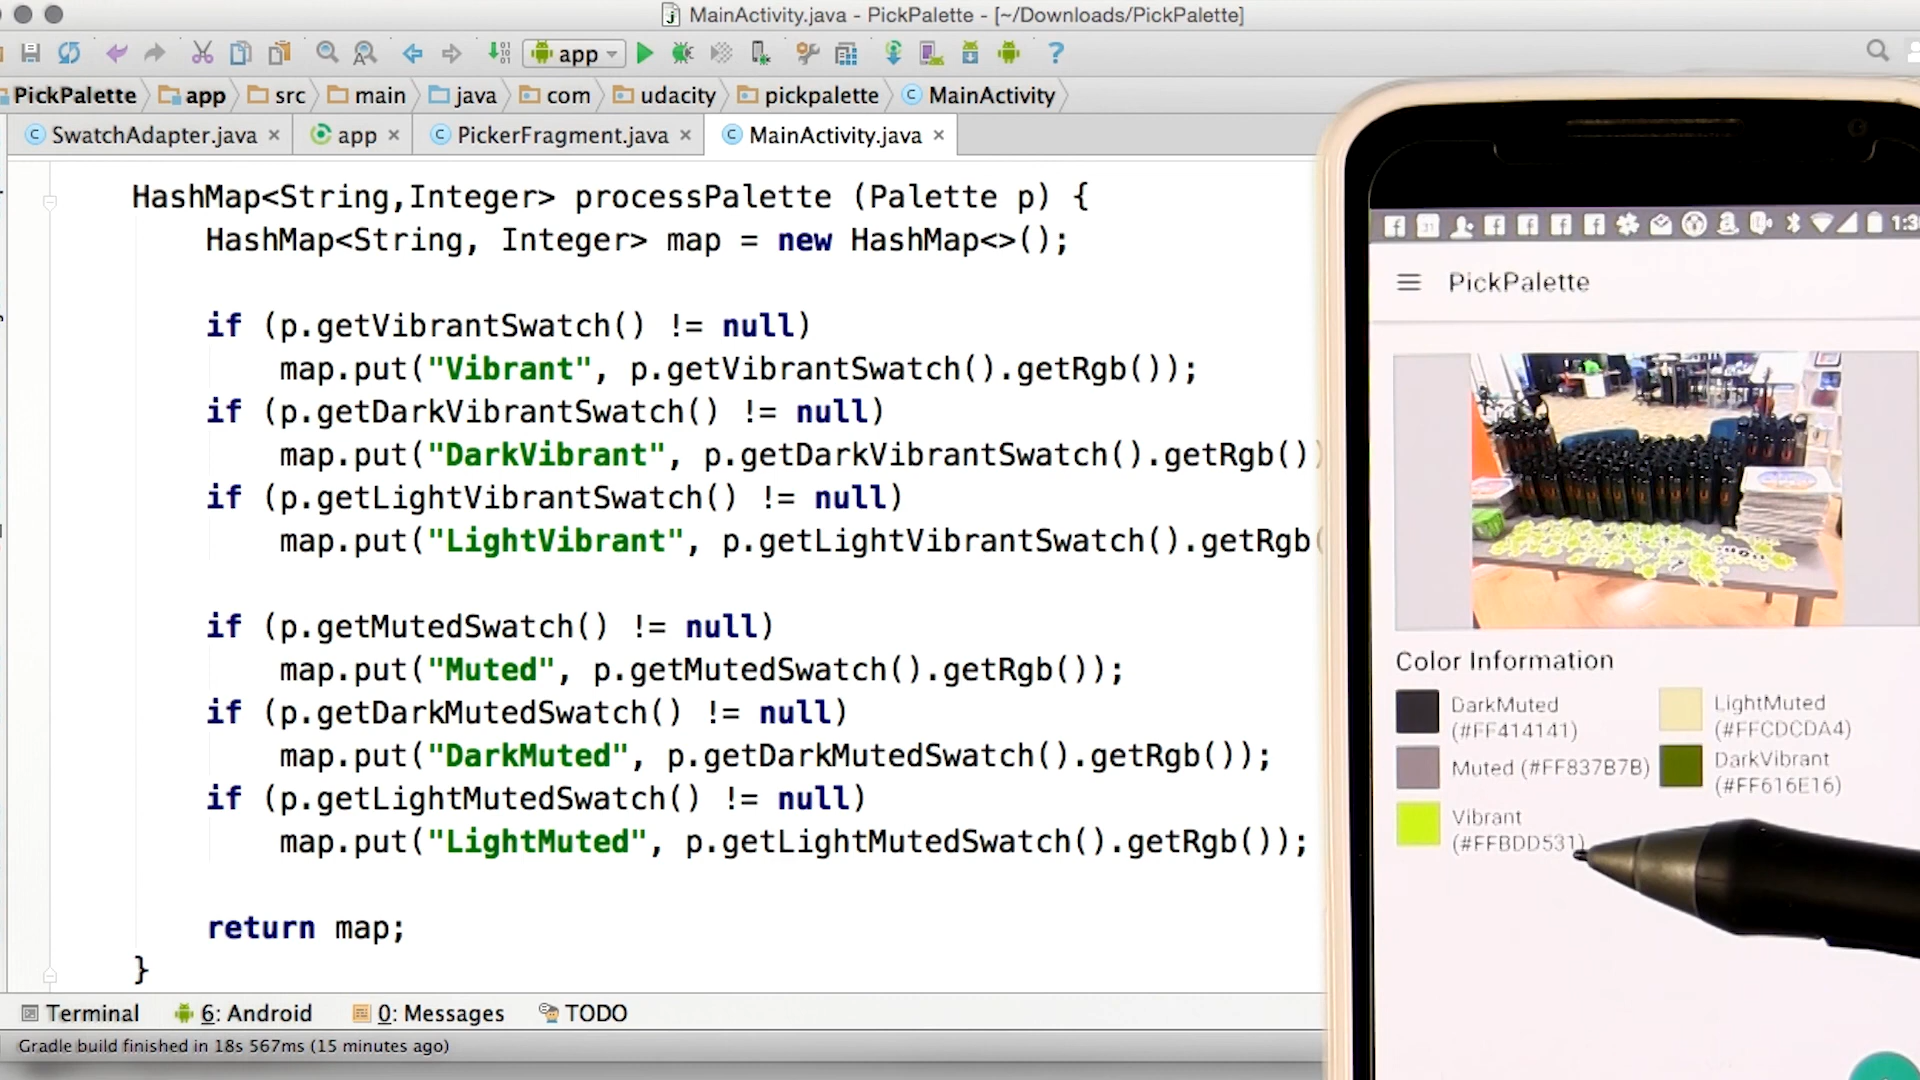 MainActivity.java - PickPalette - [~/Downloads/PickPalette]
app
PickPalette app src main java com udacity pickpalette MainActivity
SwatchAdapter.java app PickerFragment.java MainActivity.java
HashMap<String,Integer> processPalette (Palette p) {
HashMap<String, Integer> map = new HashMap<>();
if (p.getVibrantSwatch() != null)
map.put("Vibrant", p.getVibrantSwatch().getRgb());
if (p.getDarkVibrantSwatch() != null)
map.put("DarkVibrant", p.getDarkVibrantSwatch().getRgb())
if (p.getLightVibrantSwatch() != null)
map.put("LightVibrant", p.getLightVibrantSwatch().getRgb(
if (p.getMutedSwatch() != null)
map.put("Muted", p.getMutedSwatch().getRgb());
if (p.getDarkMutedSwatch() != null)
map.put("DarkMuted", p.getDarkMutedSwatch().getRgb());
if (p.getLightMutedSwatch() != null)
map.put("LightMuted", p.getLightMutedSwatch().getRgb());
return map;
}
Terminal 6: Android 0: Messages TODO
Gradle build finished in 18s 567ms (15 minutes ago)
1:3
PickPalette
Color Information
DarkMuted
(#FF414141)
LightMuted
(#FFCDCDA4)
Muted (#FF837B7B)
DarkVibrant
(#FF616E16)
Vibrant
(#FFBDD531)